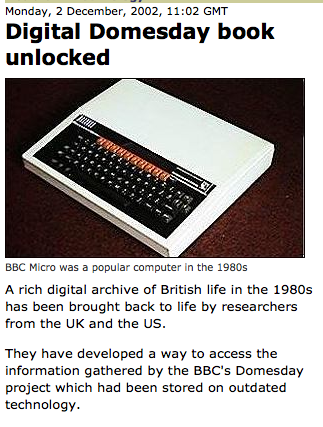 Monday, 2 December, 2002, 11:02 GMT
Digital Domesday book
unlocked
BBC Micro was a popular computer in the 1980s
A rich digital archive of British life in the 1980s
has been brought back to life by researchers
from the UK and the US.
They have developed a way to access the
information gathered by the BBC's Domesday
project which had been stored on outdated
technology.